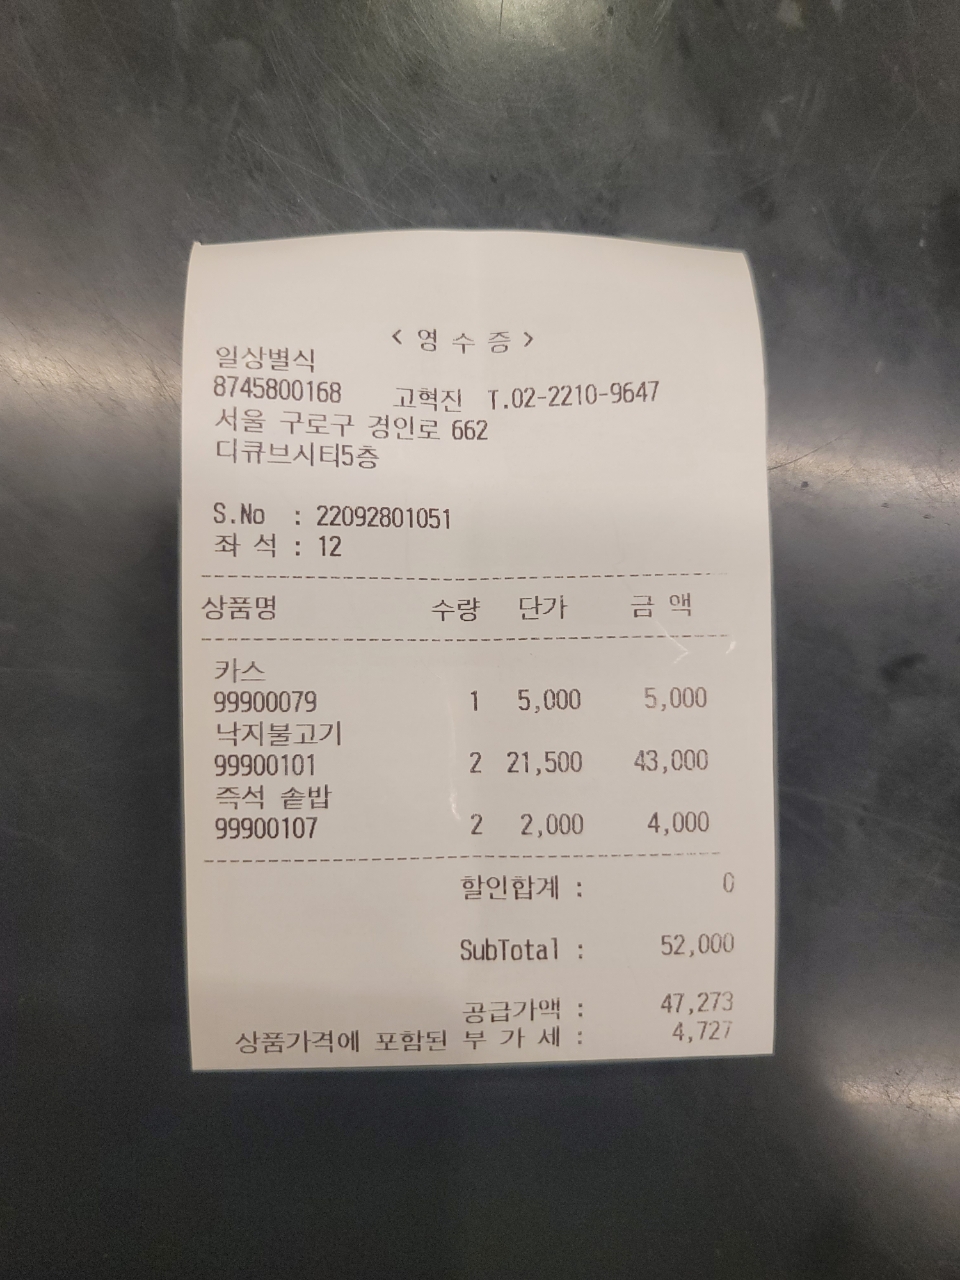 < 영 수 증 >
일상별식
8745800168 고혁진 T.02-2210-9647
서울 구로구 경인로 662
디큐브시티5층
S.No : 22092801051
좌 석 : 12
상품명 수량 단가 금 액
카스
99900079 1 5,000 5,000
낙지불고기
99900101 2 21,500 43,000
즉석 솥밥
99900107 2 2,000 4,000
할인합계 : 0
SubTotal : 52,000
공급가액 : 47,273
상품가격에 포함된 부 가 세 : 4,727